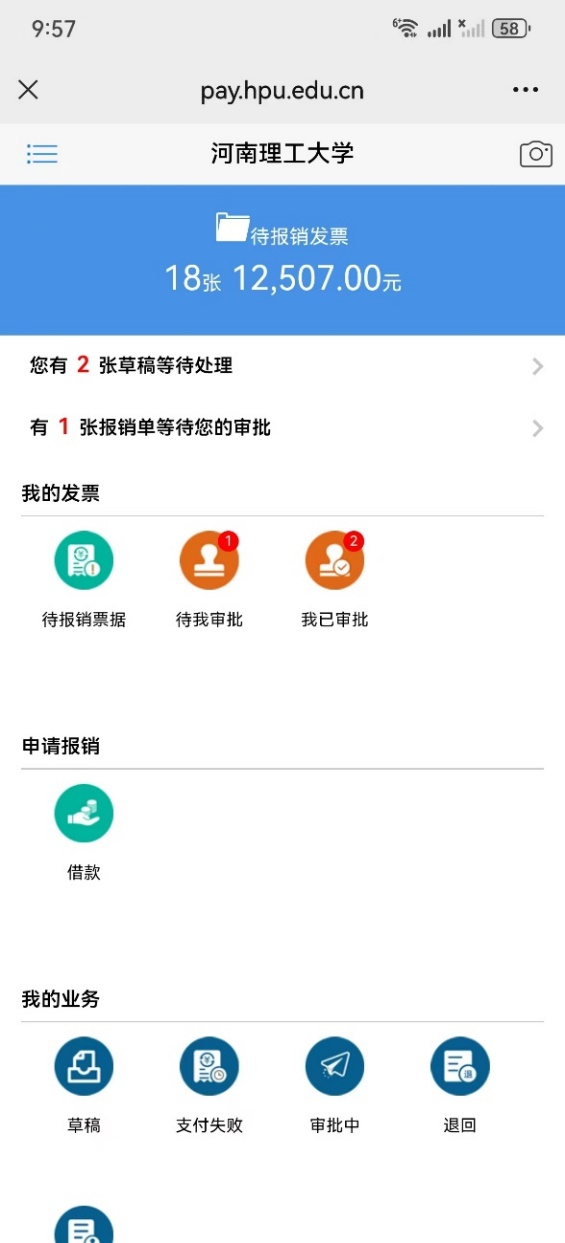 9:57
58
pay.hpu.edu.cn
河南理工大学
待报销发票
18张 12,507.00元
您有 2 张草稿等待处理
有 1 张报销单等待您的审批
我的发票
1 2
待报销票据 待我审批 我已审批
申请报销
借款
我的业务
退
草稿 支付失败 审批中 退回